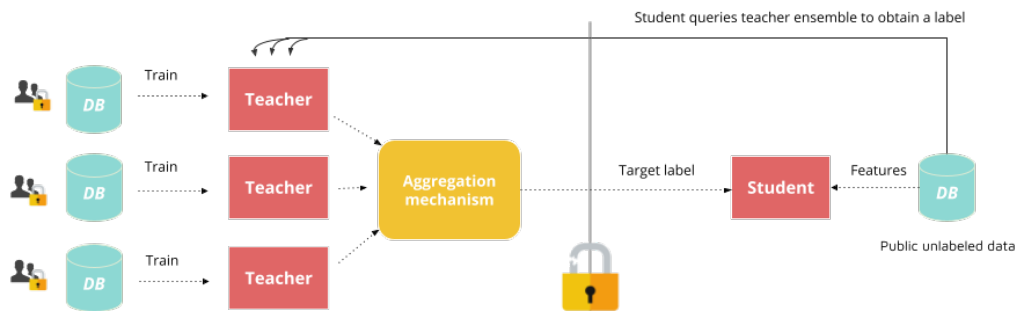 Student queries teacher ensemble to obtain a label
Train
DB
Teacher
Train
DB
Teacher
Aggregation
mechanism
Target label
Student
Features
DB
Public unlabeled data
Train
DB
Teacher